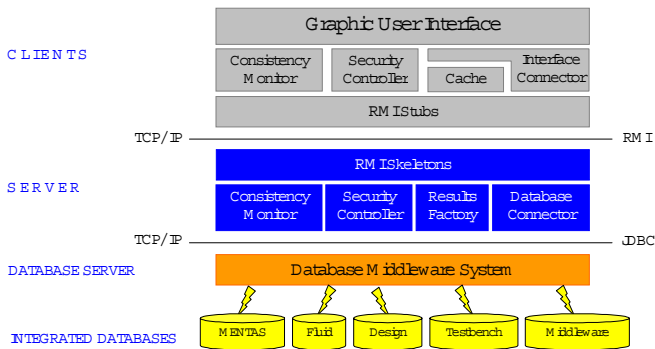 Graphic User Interface
CLIENTS
Consistency Monitor
Security Controller
Cache
Interface Connector
RMI Stubs
TCP/IP
RMI
RMI Skeletons
SERVER
Consistency Monitor
Security Controller
Results Factory
Database Connector
TCP/IP
JDBC
DATABASE SERVER
Database Middleware System
INTEGRATED DATABASES
MENTAS
Fluid
Design
Testbench
Middleware